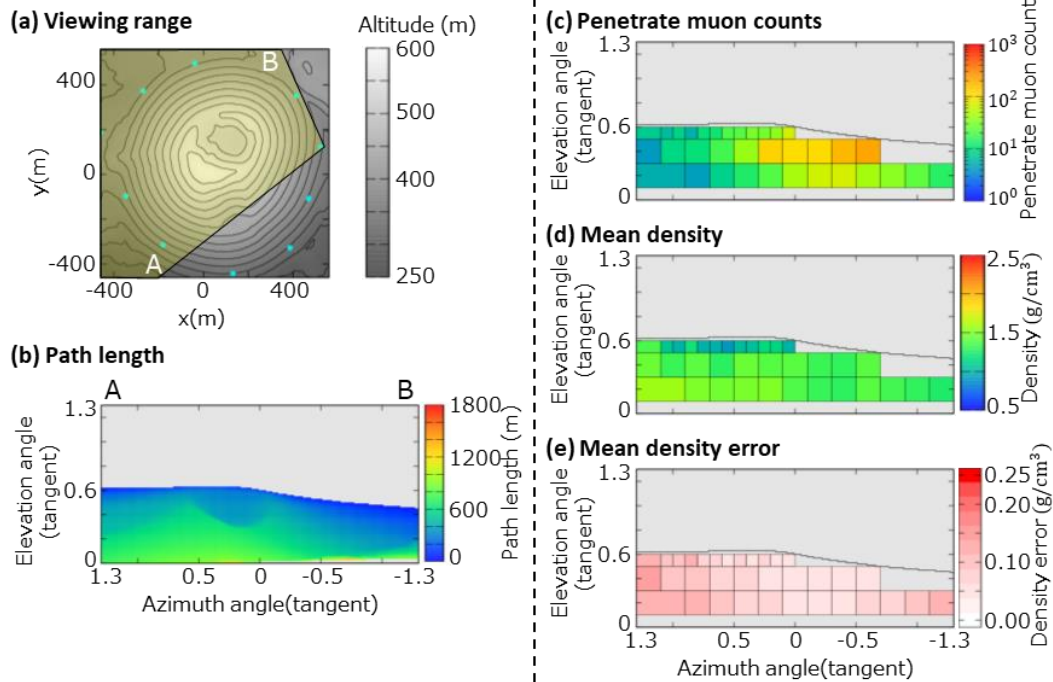 (a) Viewing range
Altitude (m)
B
A
400
0
-400
y(m)
-400
0
400
x(m)
600
500
400
250
(b) Path length
A
B
1.3
0.6
0
Elevation angle
(tangent)
1.3
0.5
0
-0.5
-1.3
Azimuth angle(tangent)
1800
1200
600
0
Path length (m)
(c) Penetrate muon counts
1.3
0.6
0
Elevation angle
(tangent)
10³
10²
10¹
10⁰
Penetrate muon count
(d) Mean density
1.3
0.6
0
Elevation angle
(tangent)
2.5
1.5
0.5
Density (g/cm³)
(e) Mean density error
1.3
0.6
0
Elevation angle
(tangent)
1.3
0.5
0
-0.5
-1.3
Azimuth angle(tangent)
0.25
0.20
0.10
0.00
Density error (g/cm³)